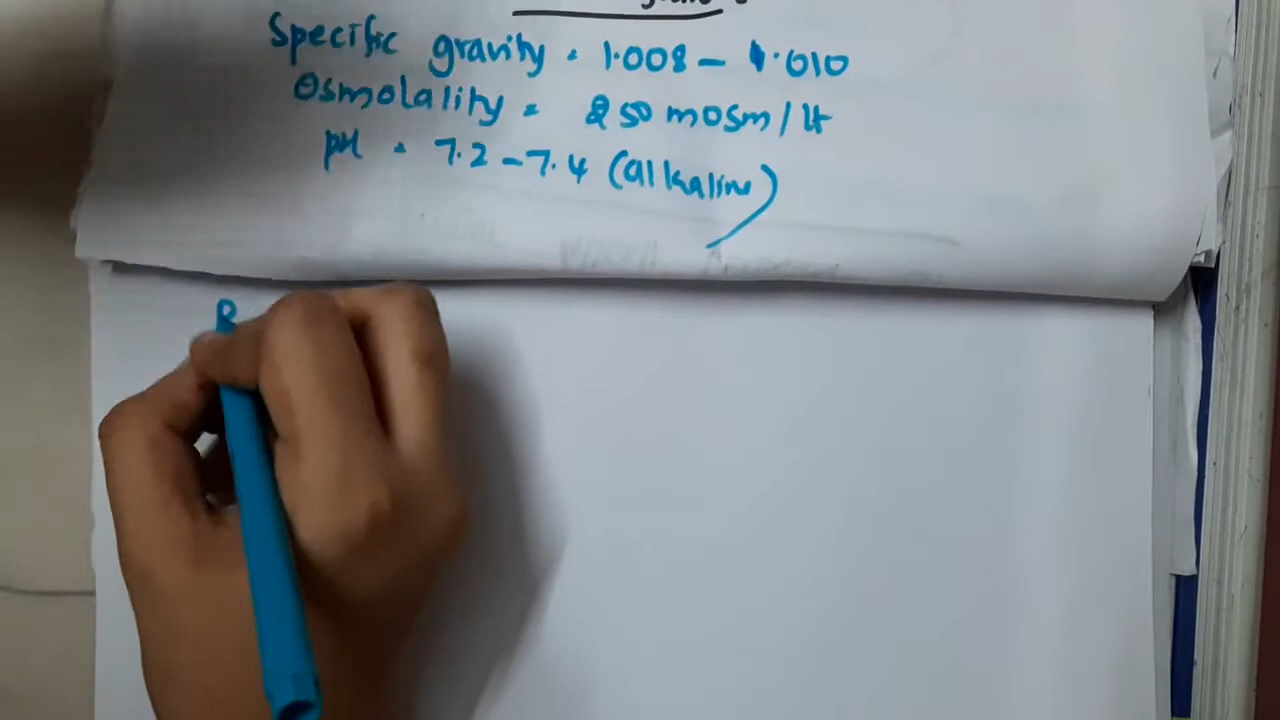 Specific gravity = 1.008 - 1.010
Osmolality = 250 mosm/lt
pH = 7.2 - 7.4 (alkaline)
R